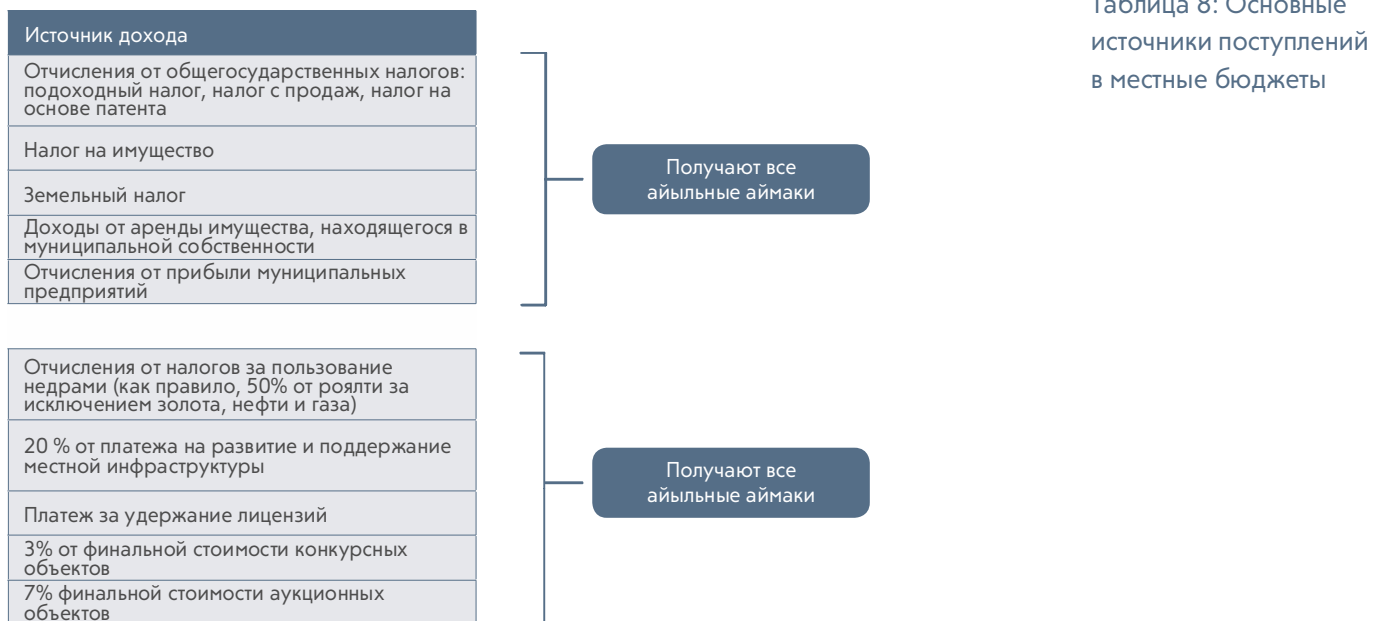 Таблица 8: Основные
источники поступлений
в местные бюджеты
Источник дохода
Отчисления от общегосударственных налогов:
подоходный налог, налог с продаж, налог на
основе патента
Налог на имущество
Земельный налог
Доходы от аренды имущества, находящегося в
муниципальной собственности
Отчисления от прибыли муниципальных
предприятий
Получают все
айыльные аймаки
Отчисления от налогов за пользование
недрами (как правило, 50% от роялти за
исключением золота, нефти и газа)
20 % от платежа на развитие и поддержание
местной инфраструктуры
Платеж за удержание лицензий
3% от финальной стоимости конкурсных
объектов
7% финальной стоимости аукционных
объектов
Получают все
айыльные аймаки